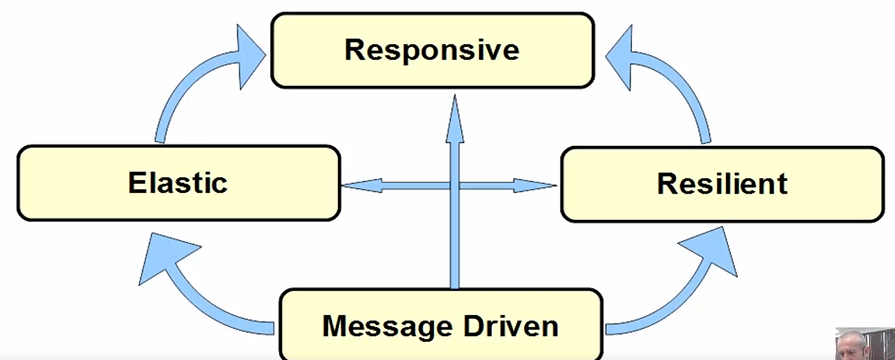 Responsive
Elastic
Resilient
Message Driven